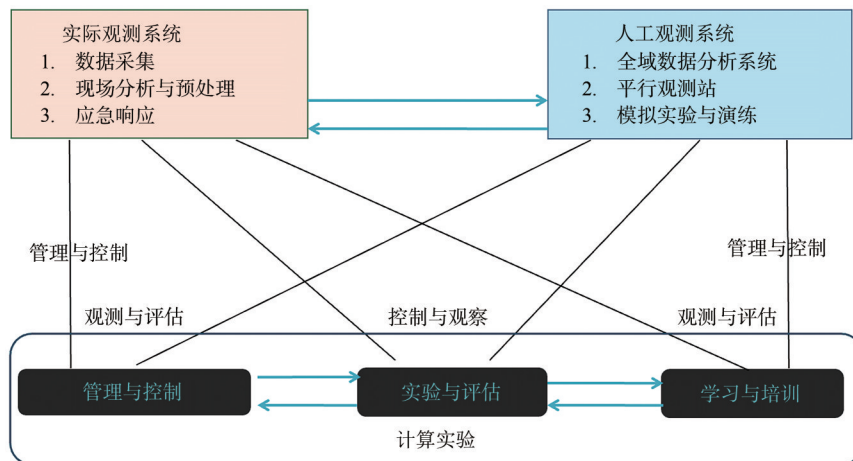 实际观测系统
1. 数据采集
2. 现场分析与预处理
3. 应急响应
人工观测系统
1. 全域数据分析系统
2. 平行观测站
3. 模拟实验与演练
管理与控制
管理与控制
观测与评估
控制与观察
观测与评估
管理与控制
实验与评估
学习与培训
计算实验